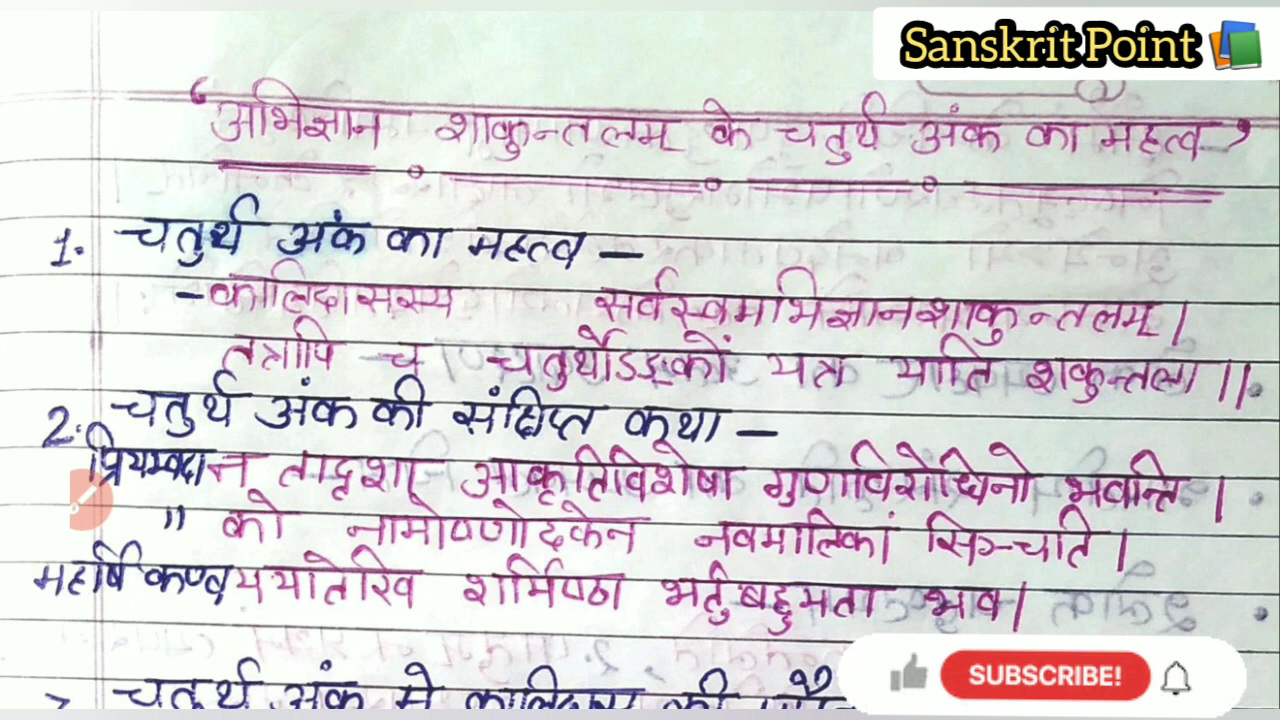 Sanskrit Point
'अभिज्ञान शाकुन्तलम् के चतुर्थ अंक का महत्व'
1. चतुर्थ अंक का महत्व –
- कालिदासस्य सर्वस्वमभिज्ञानशाकुन्तलम् |
तत्रापि च चतुर्थोऽङ्कों यत्र याति शकुन्तला ||
2. चतुर्थ अंक की संक्षिप्त कथा –
प्रियम्वदा न तादृशा आकृतिविशेषा गुणविरोधिनो भवन्ति |
" को नामोष्णोदकेन नवमालिकां सिञ्चति |
महर्षि कण्व ययातेरिव शर्मिष्ठा भर्तुबहुमता भव |
चतुर्थ अंक मे कालिदास की
SUBSCRIBE!